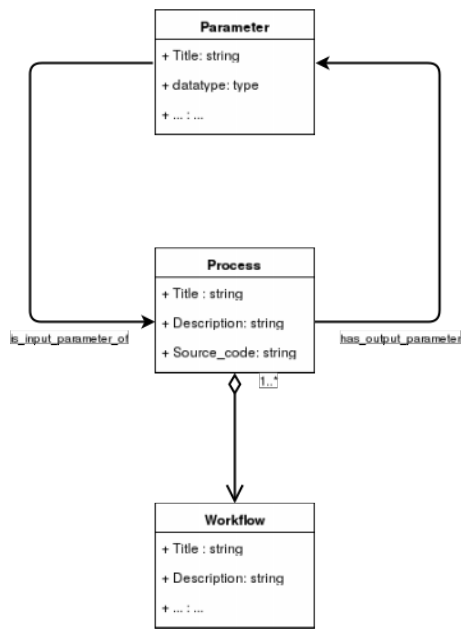 Parameter
+ Title: string
+ datatype: type
+ ... : ...
Process
+ Title : string
+ Description: string
+ Source_code: string
is_input_parameter_of
has_output_parameter
1..*
Workflow
+ Title : string
+ Description: string
+ ... : ...